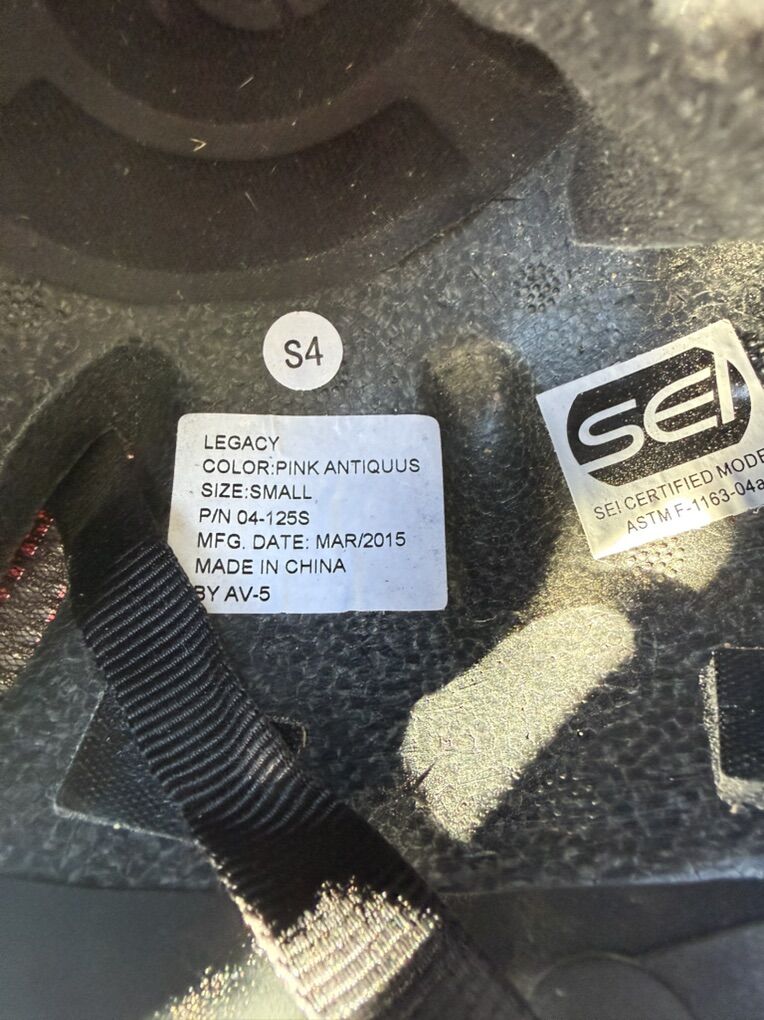 S4
LEGACY
COLOR:PINK ANTIQUUS
SIZE:SMALL
P/N 04-125S
MFG. DATE: MAR/2015
MADE IN CHINA
BY AV-5
SEI
SEI CERTIFIED MODE
ASTM F-1163-04a